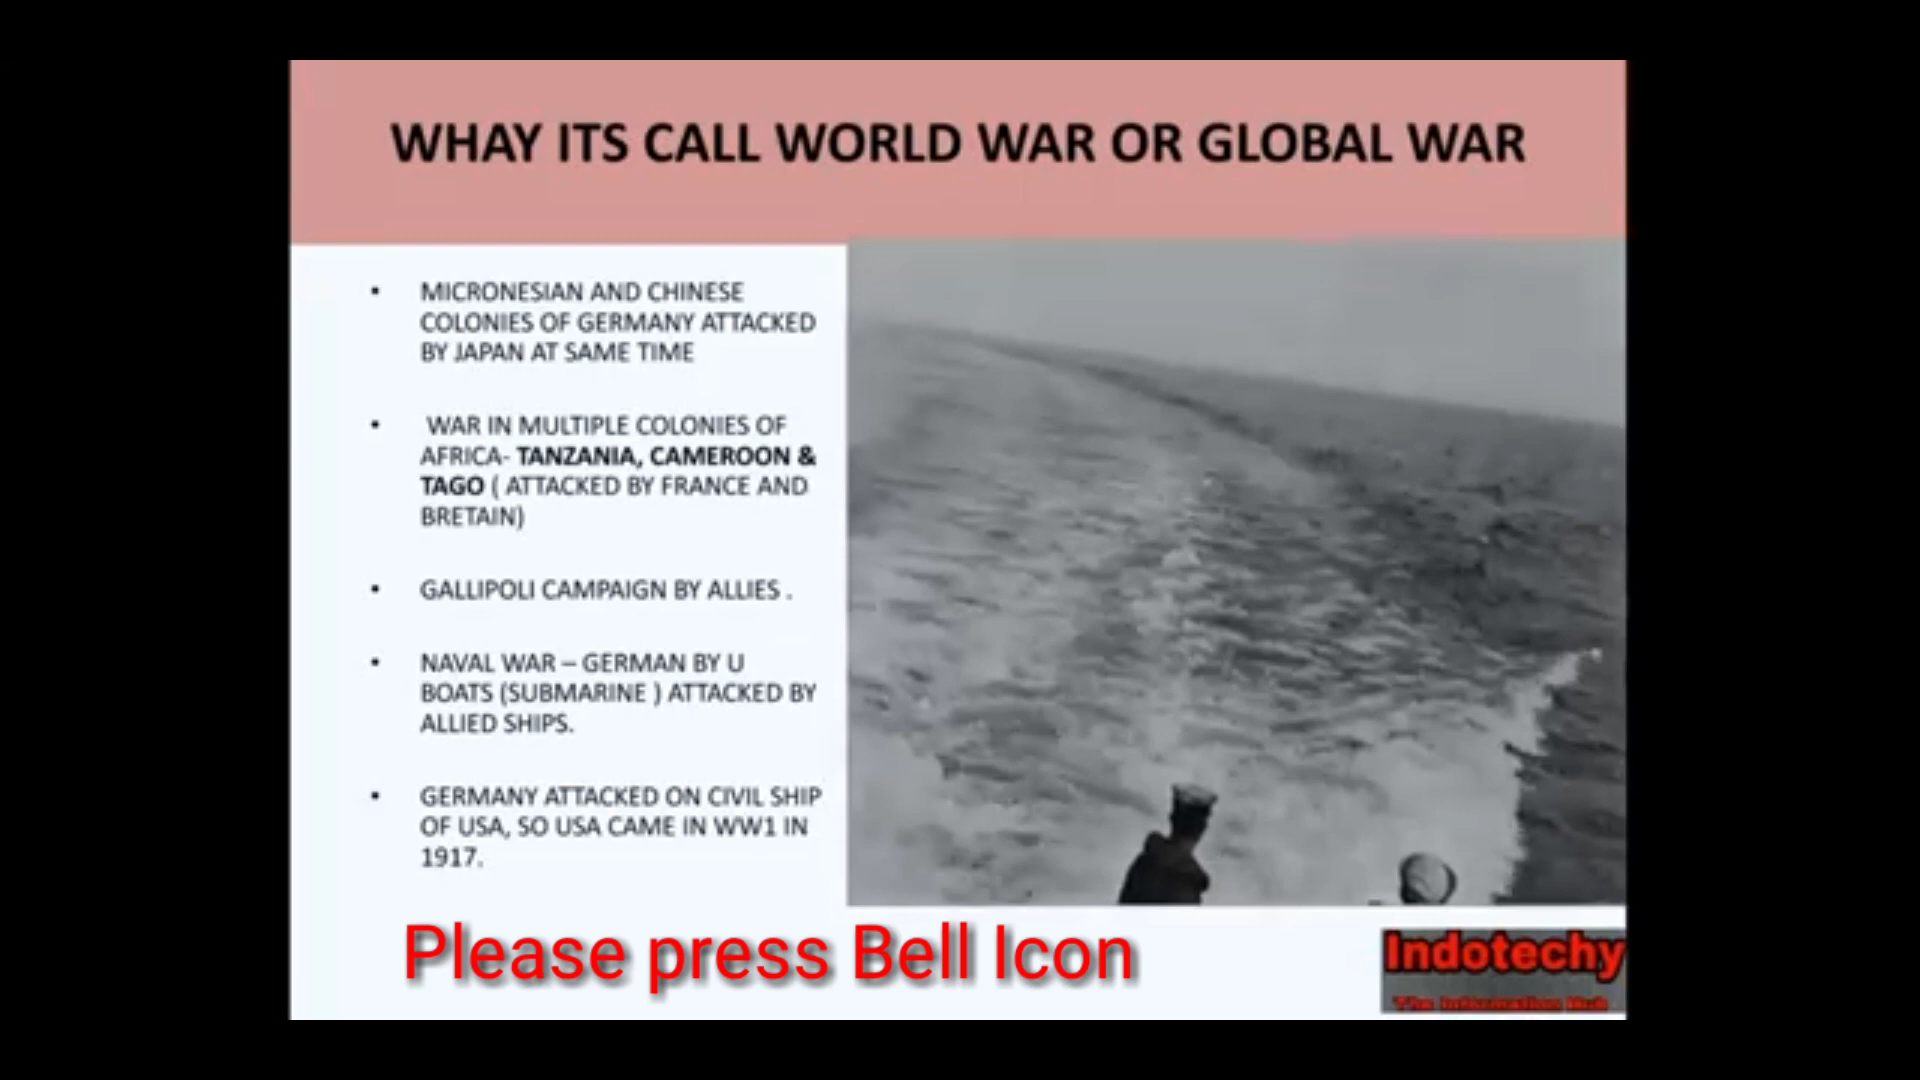 WHAY ITS CALL WORLD WAR OR GLOBAL WAR
• MICRONESIAN AND CHINESE
COLONIES OF GERMANY ATTACKED
BY JAPAN AT SAME TIME
• WAR IN MULTIPLE COLONIES OF
AFRICA- TANZANIA, CAMEROON &
TAGO ( ATTACKED BY FRANCE AND
BRETAIN)
• GALLIPOLI CAMPAIGN BY ALLIES .
• NAVAL WAR – GERMAN BY U
BOATS (SUBMARINE ) ATTACKED BY
ALLIED SHIPS.
• GERMANY ATTACKED ON CIVIL SHIP
OF USA, SO USA CAME IN WW1 IN
1917.
Please press Bell Icon
Indotechy
The Information Hub